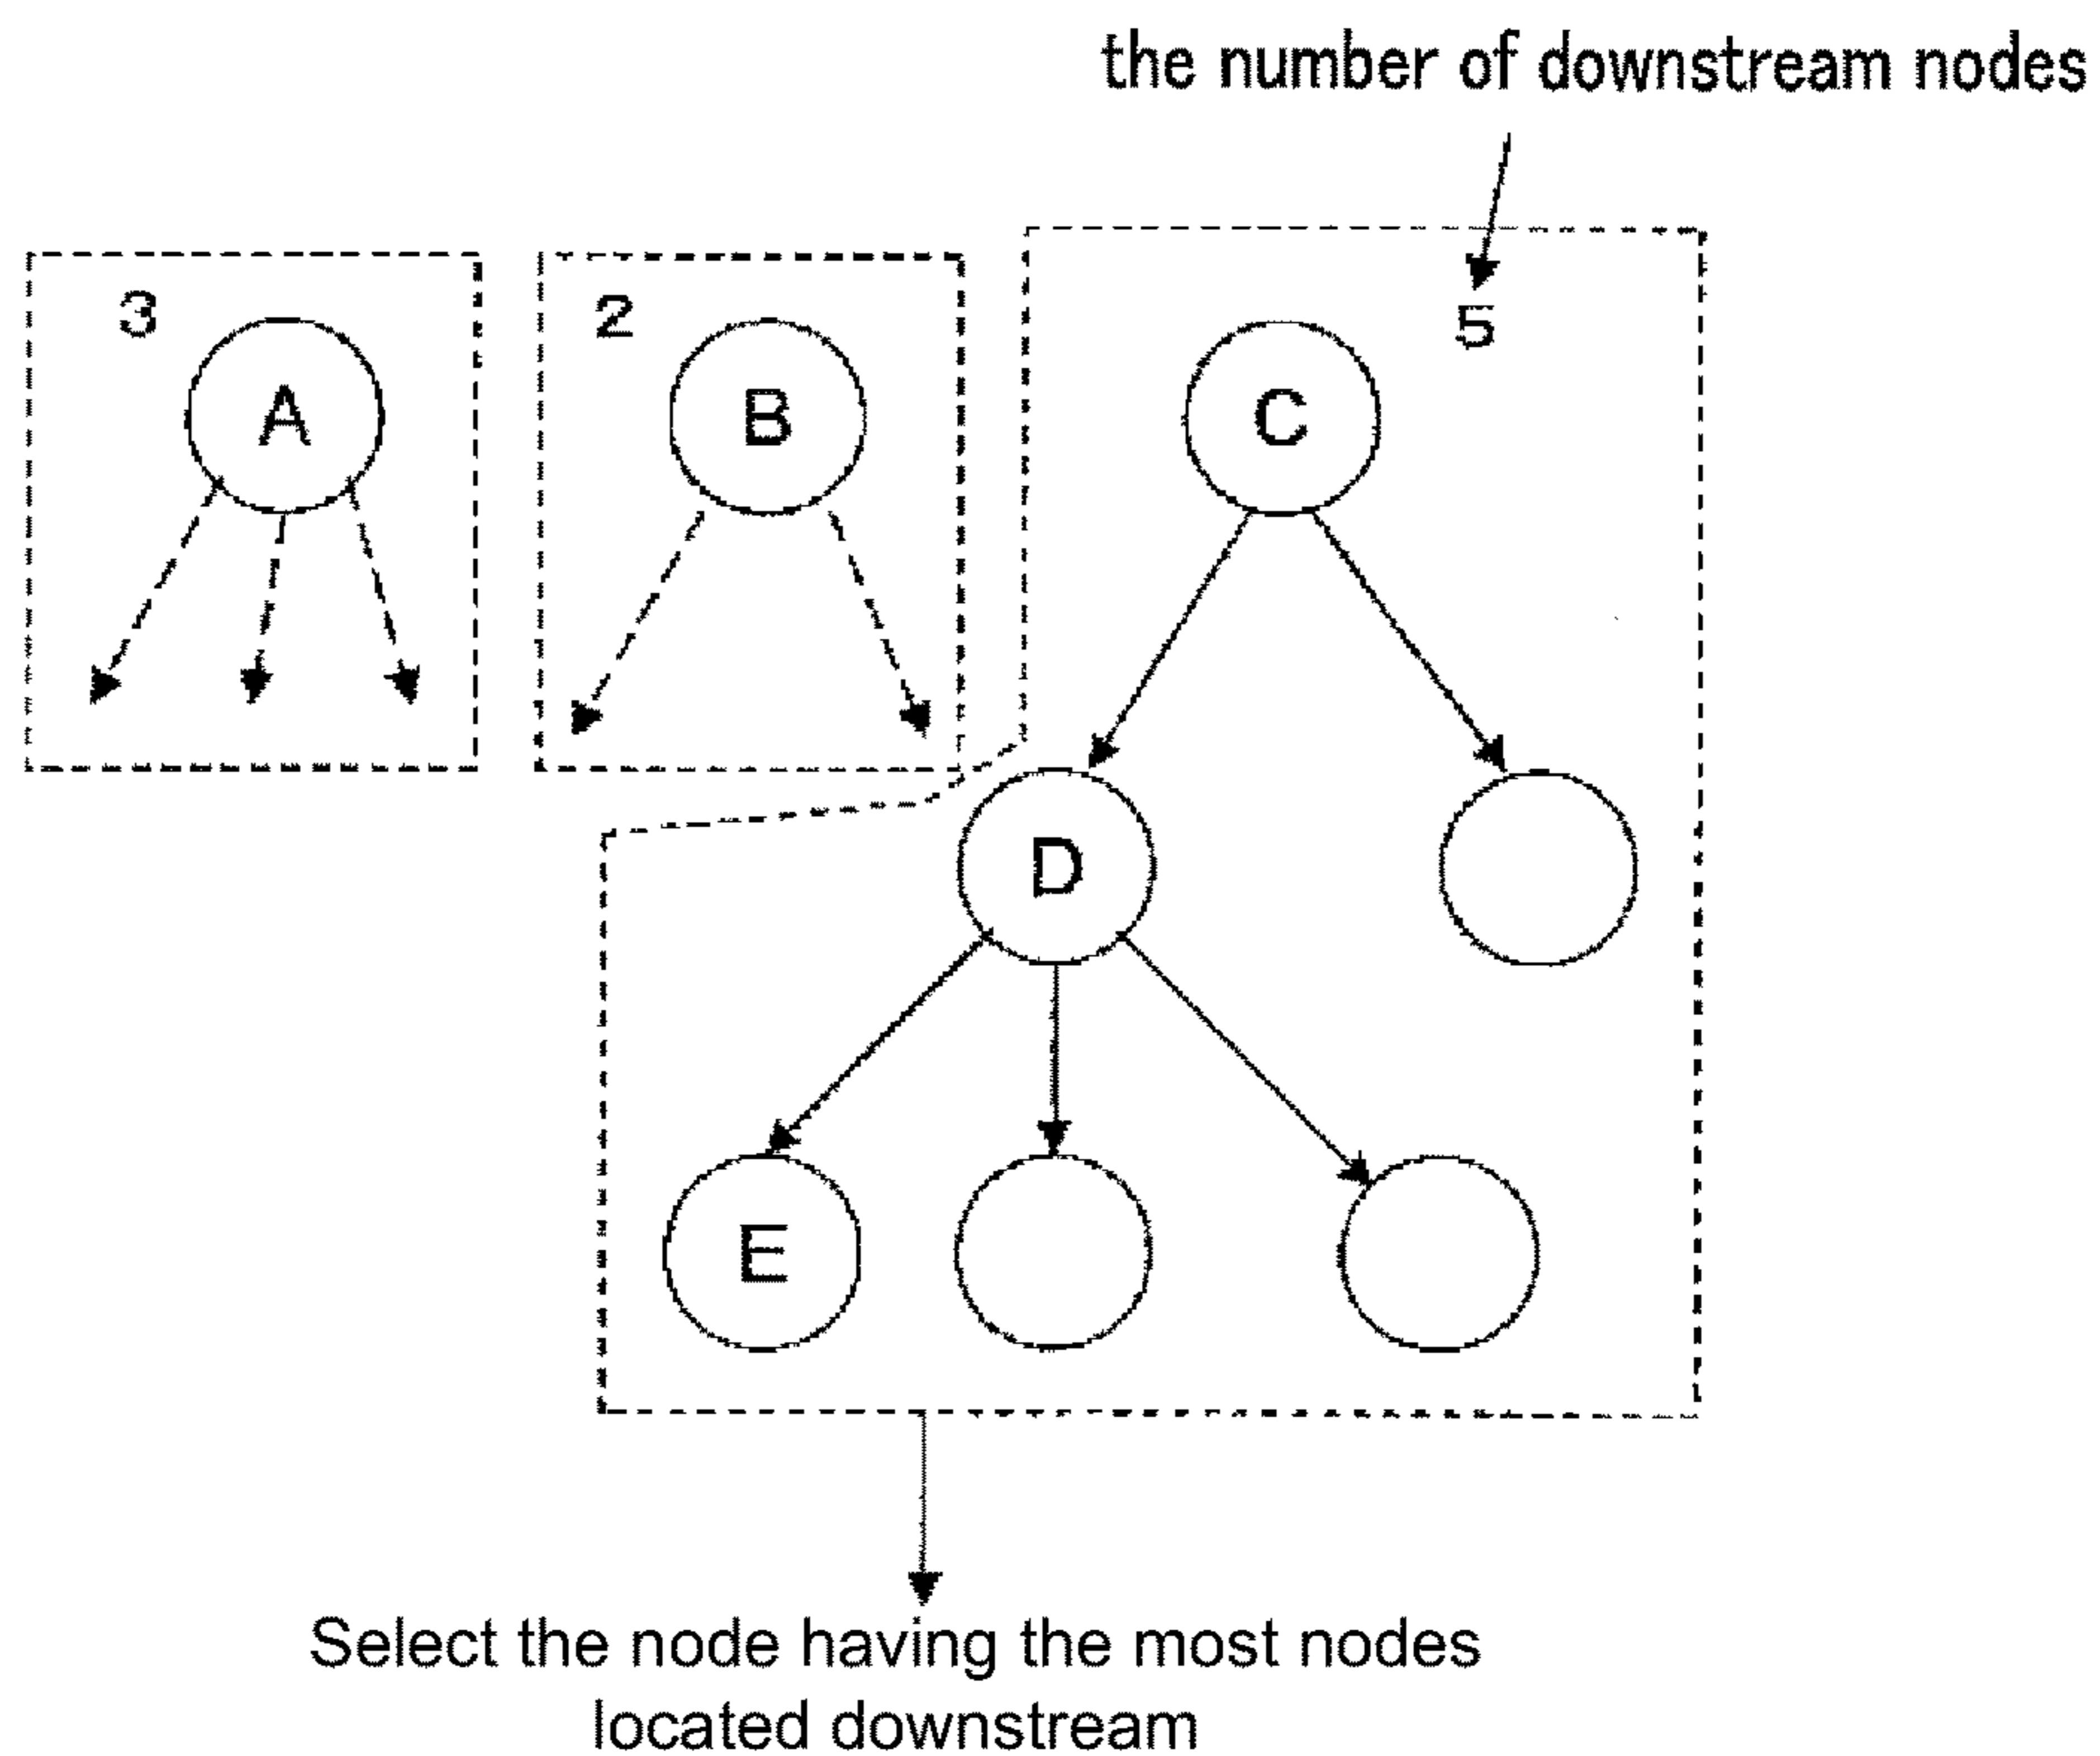 the number of downstream nodes
3
2
5
A
B
C
D
E
Select the node having the most nodes
located downstream